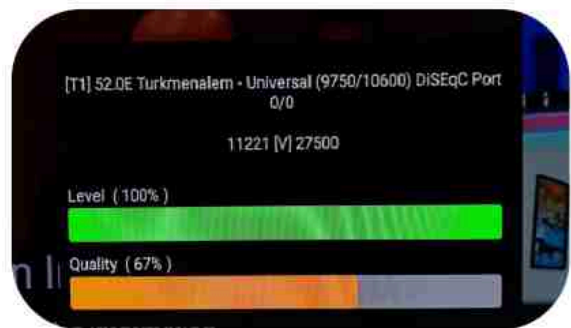 [T1] 52.0E Turkmenalem - Universal (9750/10600) DiSEqC Port
0/0
11221 [V] 27500
Level ( 100% )
Quality ( 67% )